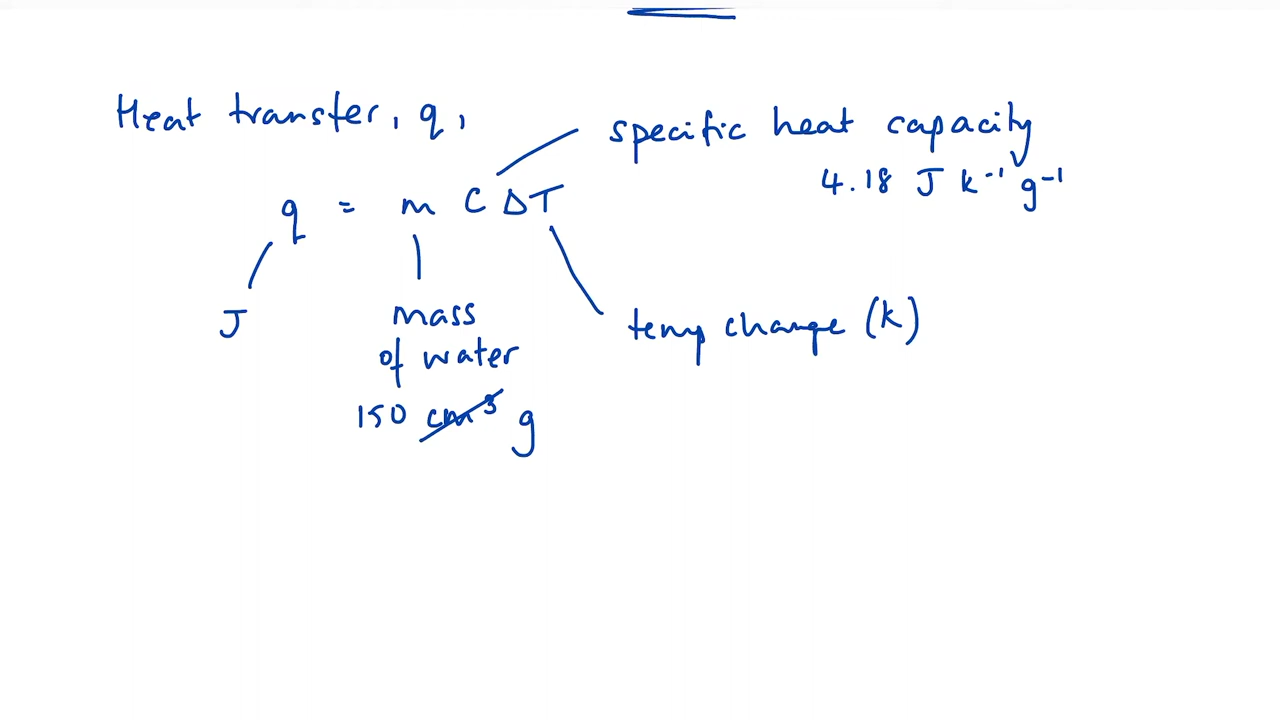 Heat transfer, q,
specific heat capacity
4.18 J k⁻¹ g⁻¹
q = m C ΔT
J
mass
of water
150 cm³ g
temp change (k)